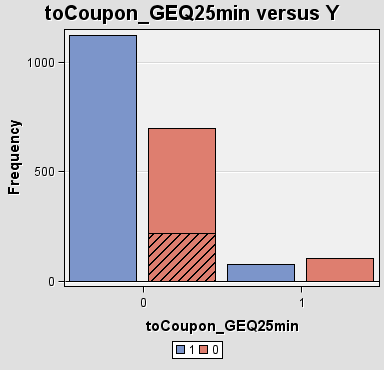 toCoupon_GEQ25min versus Y
1000
500
0
Frequency
0 1
toCoupon_GEQ25min
1 0